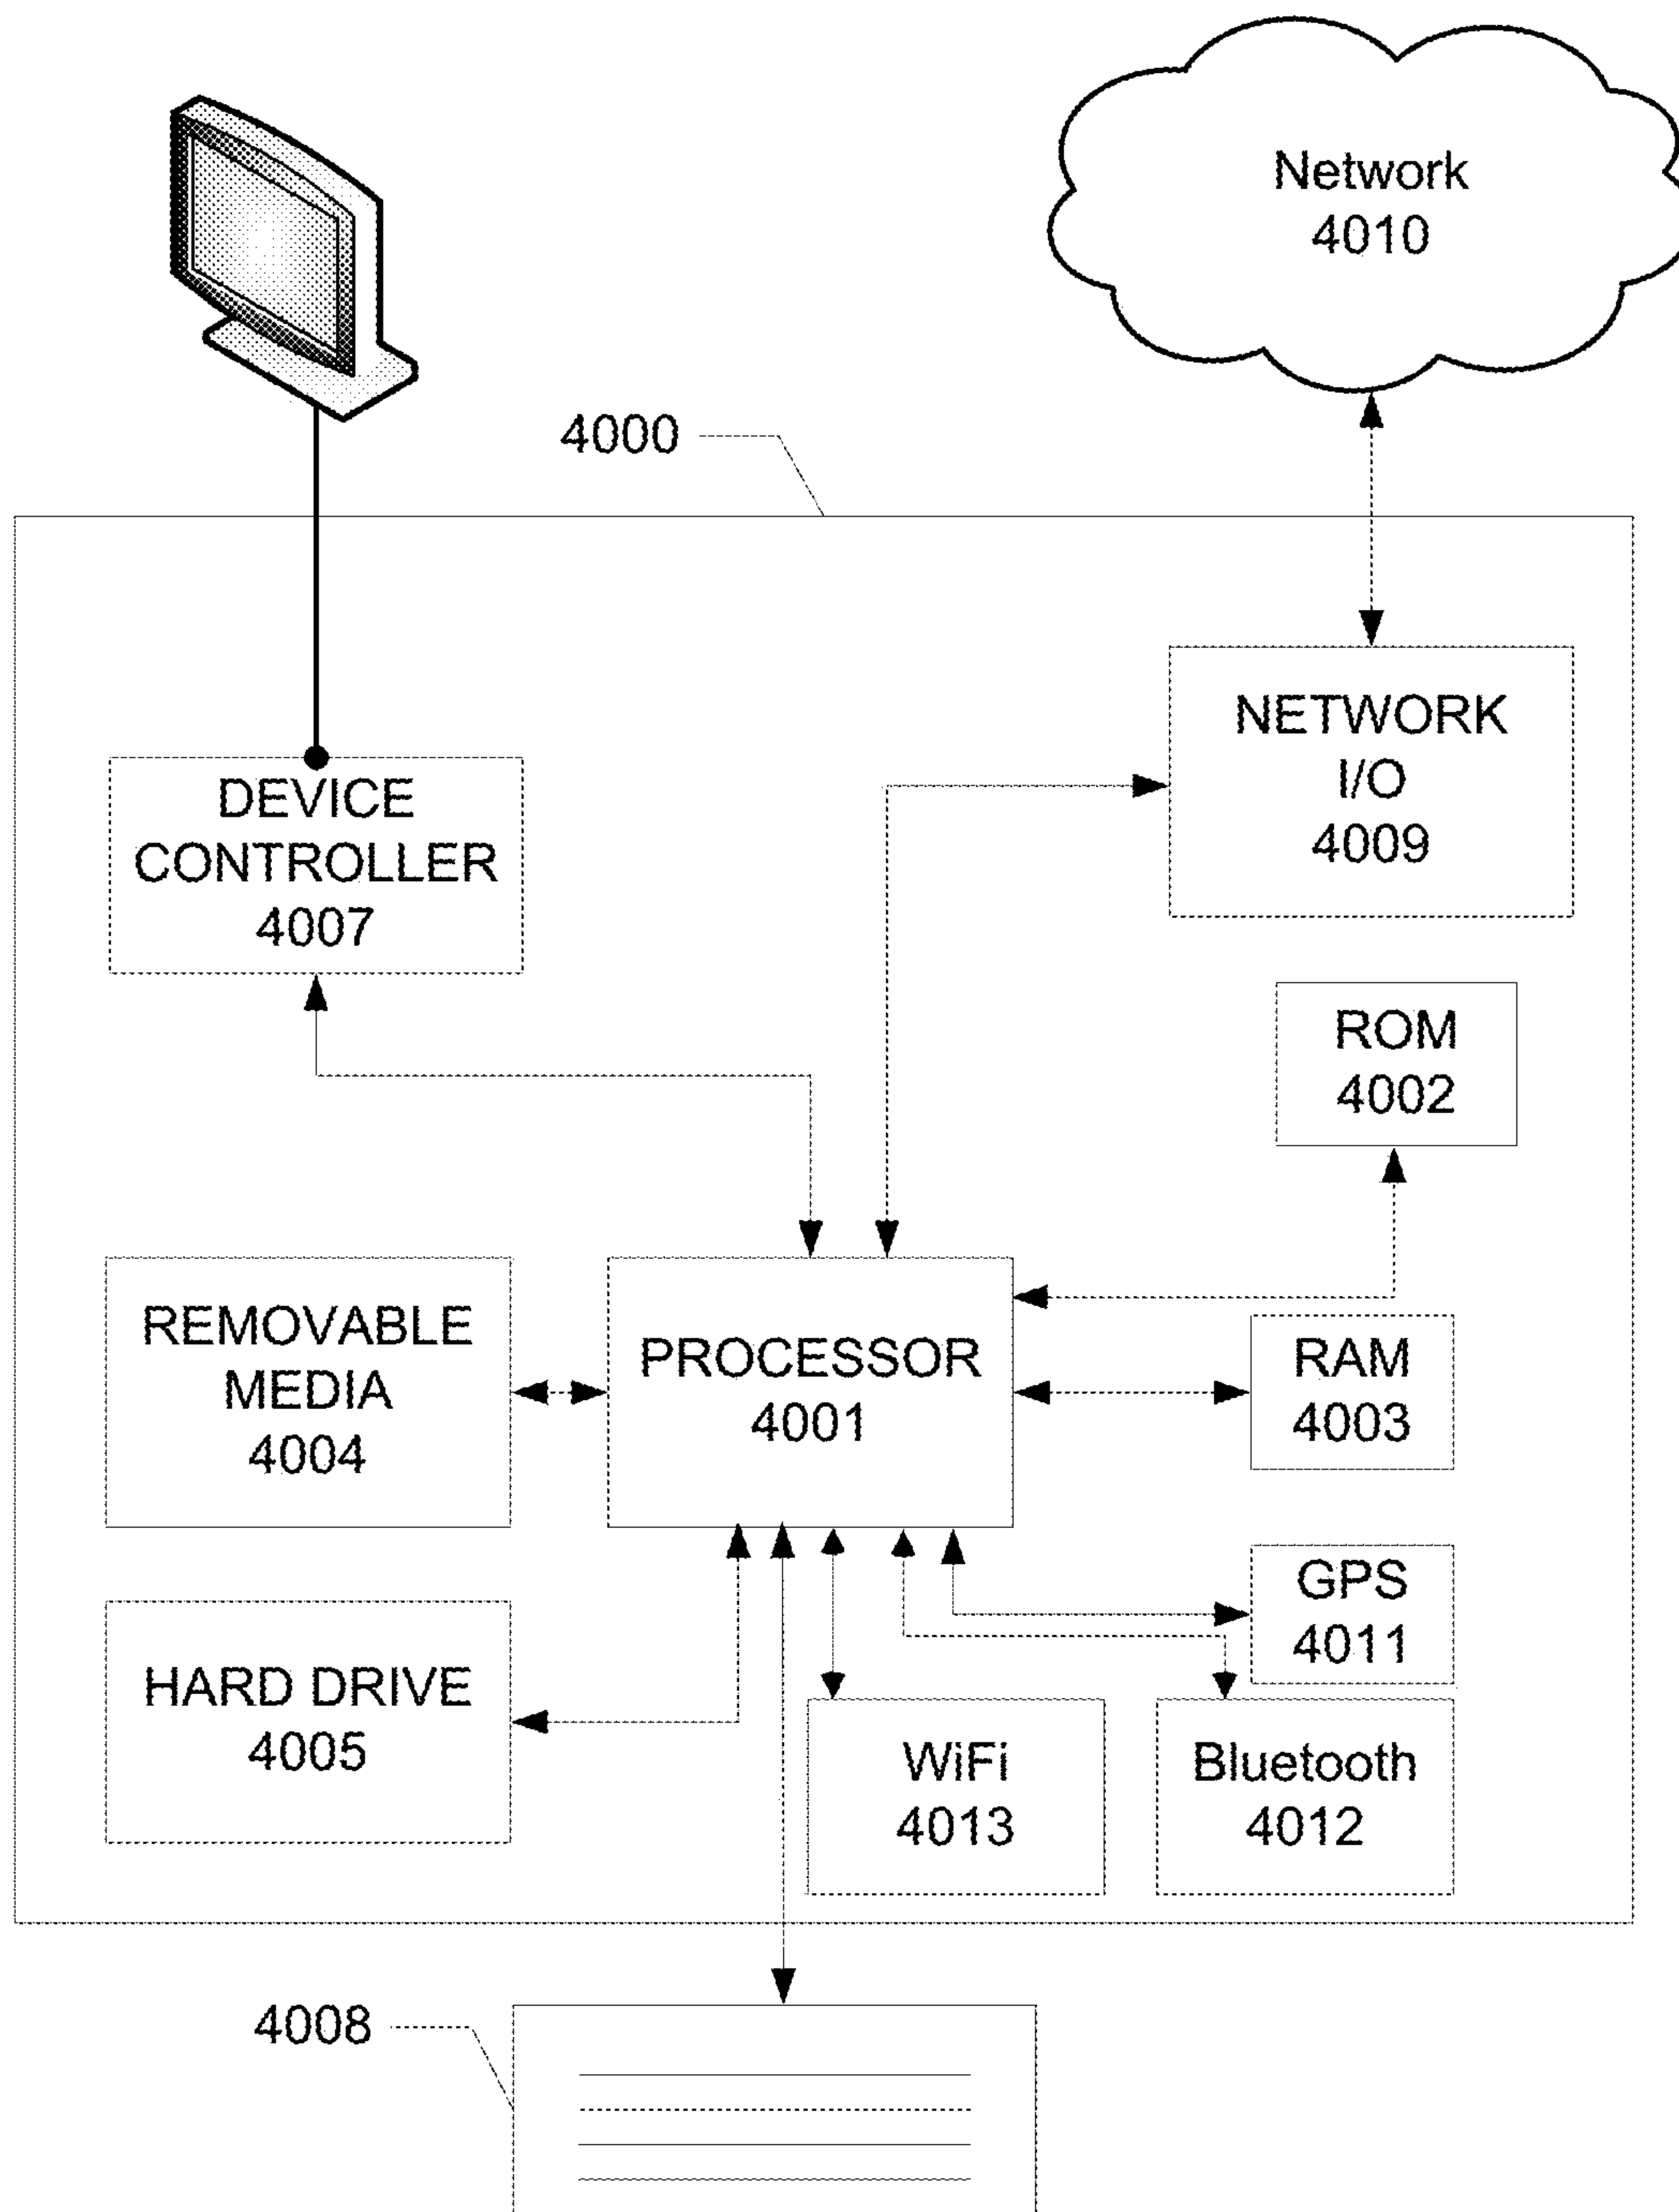 Network
4010
4000
DEVICE
CONTROLLER
4007
NETWORK
I/O
4009
ROM
4002
REMOVABLE
MEDIA
4004
PROCESSOR
4001
RAM
4003
GPS
4011
HARD DRIVE
4005
WiFi
4013
Bluetooth
4012
4008